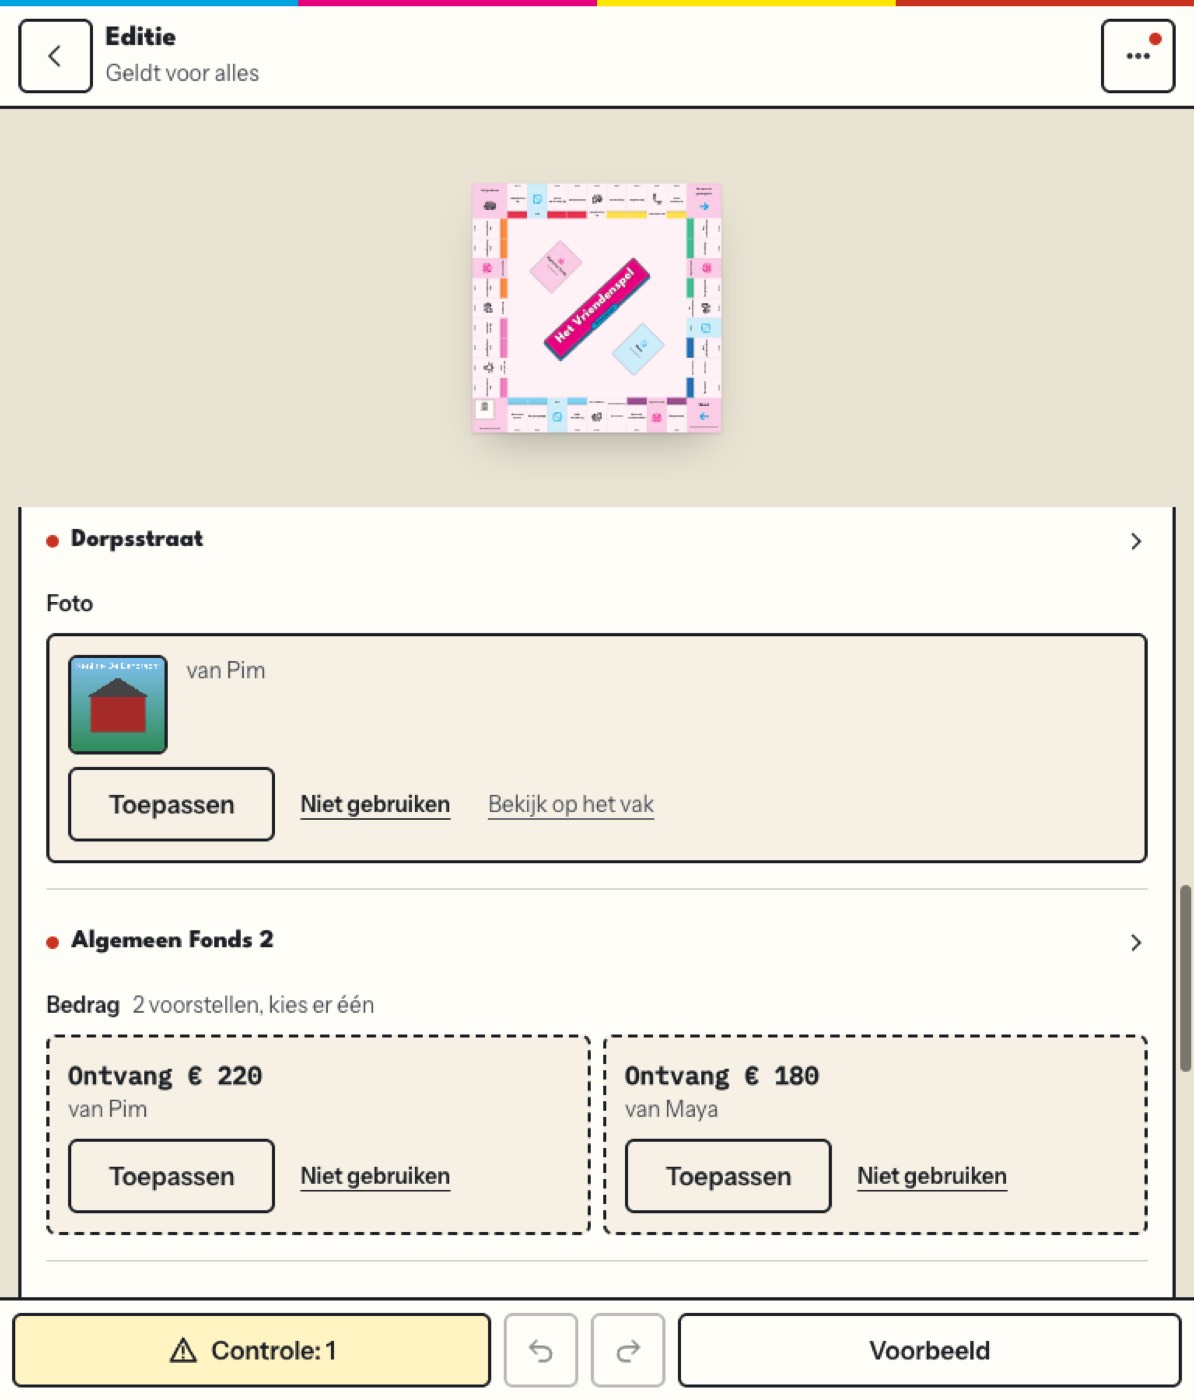 Editie
Geldt voor alles
Het Vriendenspel
Dorpsstraat
Foto
van Pim
Toepassen
Niet gebruiken
Bekijk op het vak
Algemeen Fonds 2
Bedrag 2 voorstellen, kies er één
Ontvang € 220
van Pim
Toepassen
Niet gebruiken
Ontvang € 180
van Maya
Toepassen
Niet gebruiken
Controle: 1
Voorbeeld